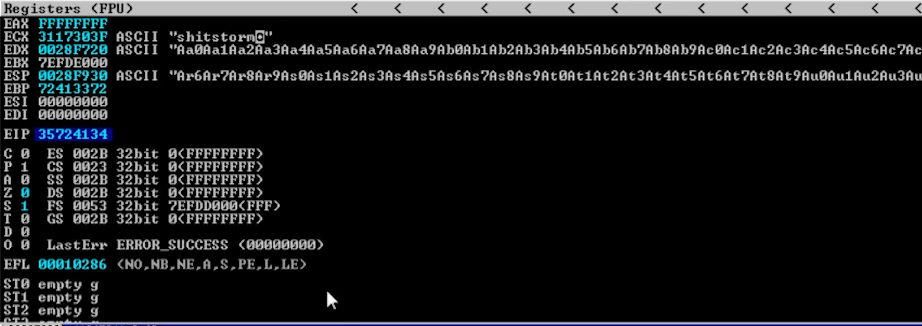 Registers (FPU) < < < < < < < < < < < < < <
EAX FFFFFFFF
ECX 3117303F ASCII "shitstorm@"
EDX 0028F720 ASCII "Aa0Aa1Aa2Aa3Aa4Aa5Aa6Aa7Aa8Aa9Ab0Ab1Ab2Ab3Ab4Ab5Ab6Ab7Ab8Ab9Ac0Ac1Ac2Ac3Ac4Ac5Ac6Ac7Ac
EBX 7EFDE000
ESP 0028F930 ASCII "Ar6Ar7Ar8Ar9As0As1As2As3As4As5As6As7As8As9At0At1At2At3At4At5At6At7At8At9Au0Au1Au2Au3Au
EBP 72413372
ESI 00000000
EDI 00000000
EIP 35724134
C 0 ES 002B 32bit 0(FFFFFFFF)
P 1 CS 0023 32bit 0(FFFFFFFF)
A 0 SS 002B 32bit 0(FFFFFFFF)
Z 0 DS 002B 32bit 0(FFFFFFFF)
S 1 FS 0053 32bit 7EFDD000(FFF)
T 0 GS 002B 32bit 0(FFFFFFFF)
D 0
O 0 LastErr ERROR_SUCCESS (00000000)
EFL 00010286 (NO,NB,NE,A,S,PE,L,LE)
ST0 empty g
ST1 empty g
ST2 empty g